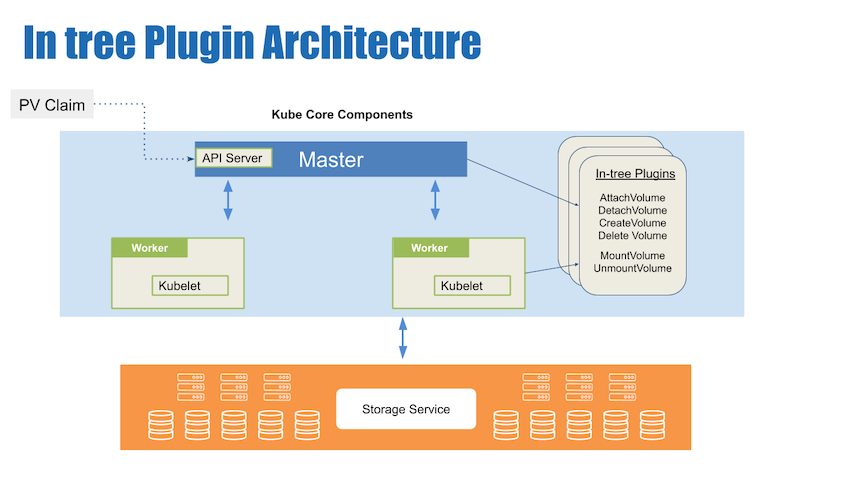 In tree Plugin Architecture
PV Claim
Kube Core Components
API Server
Master
In-tree Plugins
AttachVolume
DetachVolume
CreateVolume
Delete Volume
MountVolume
UnmountVolume
Worker
Kubelet
Worker
Kubelet
Storage Service